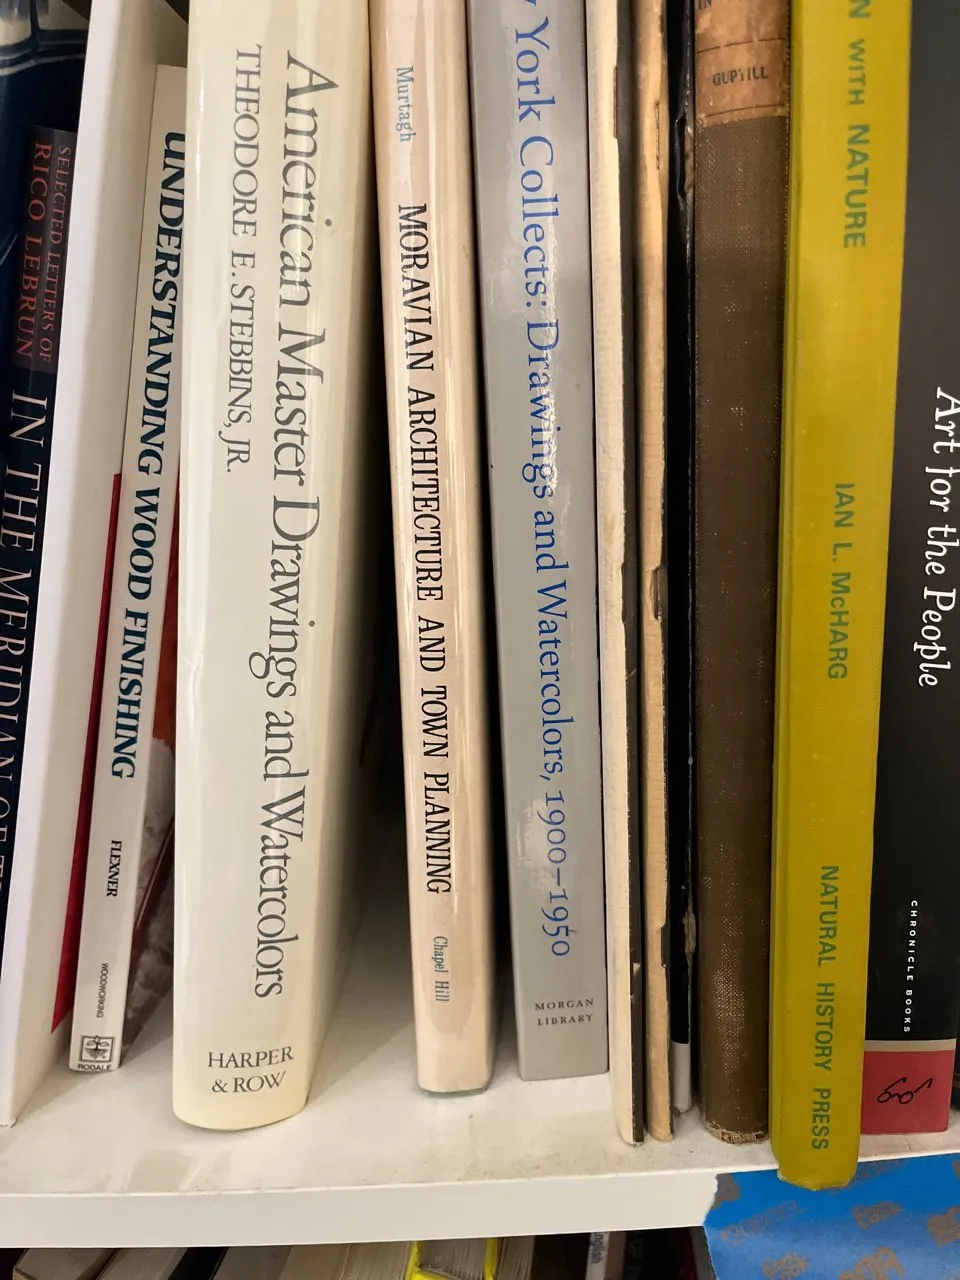 SELECTED LETTERS OF
RICO LEBRUN
IN THE MERIDIAN OF
UNDERSTANDING WOOD FINISHING
FLEXNER
WOODWORKING
RODALE
American Master Drawings and Watercolors
THEODORE E. STEBBINS, JR.
HARPER
& ROW
Murtagh
MORAVIAN ARCHITECTURE AND TOWN PLANNING
Chapel Hill
York Collects: Drawings and Watercolors, 1900–1950
MORGAN
LIBRARY
IN
GUPTILL
N WITH NATURE
IAN L. McHARG
NATURAL HISTORY PRESS
Art for the People
CHRONICLE BOOKS
English